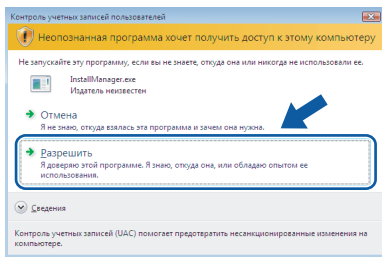 Контроль учетных записей пользователей
Неопознанная программа хочет получить доступ к этому компьютеру
Не запускайте эту программу, если вы не знаете, откуда она или никогда не использовали ее.
InstallManager.exe
Издатель неизвестен
Отмена
Я не знаю, откуда взялась эта программа и зачем она нужна.
Разрешить
Я доверяю этой программе. Я знаю, откуда она, или обладаю опытом ее
использования.
Сведения
Контроль учетных записей (UAC) помогает предотвратить несанкционированные изменения на
компьютере.